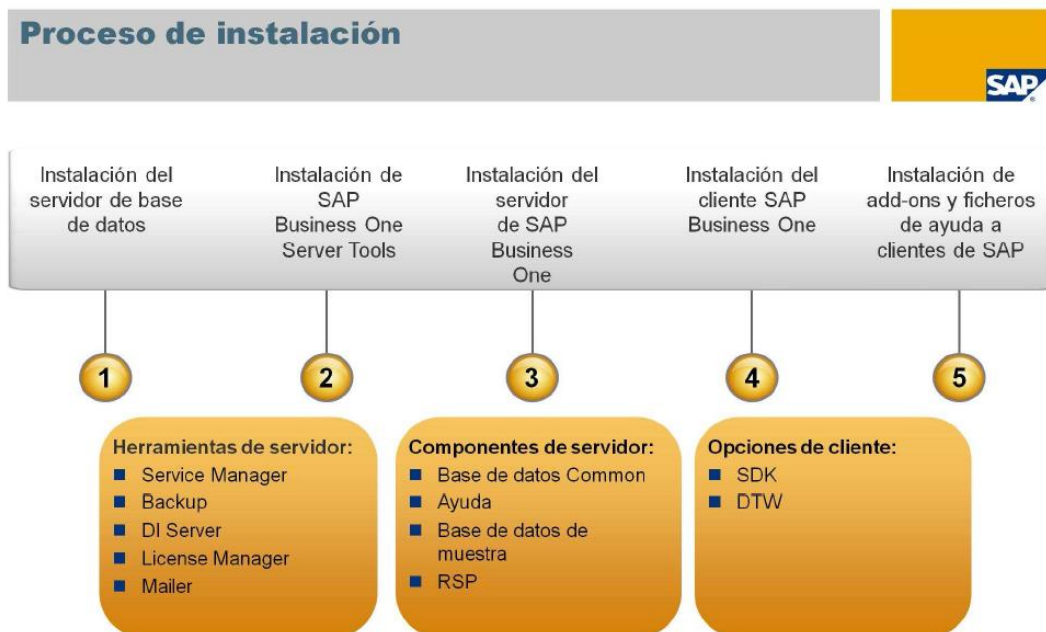 Proceso de instalación
SAP
®
Instalación del
servidor de base
de datos
Instalación de
SAP
Business One
Server Tools
Instalación del
servidor
de SAP
Business
One
Instalación del
cliente SAP
Business One
Instalación de
add-ons y ficheros
de ayuda a
clientes de SAP
1
2
3
4
5
Herramientas de servidor:
Service Manager
Backup
DI Server
License Manager
Mailer
Componentes de servidor:
Base de datos Common
Ayuda
Base de datos de
muestra
RSP
Opciones de cliente:
SDK
DTW